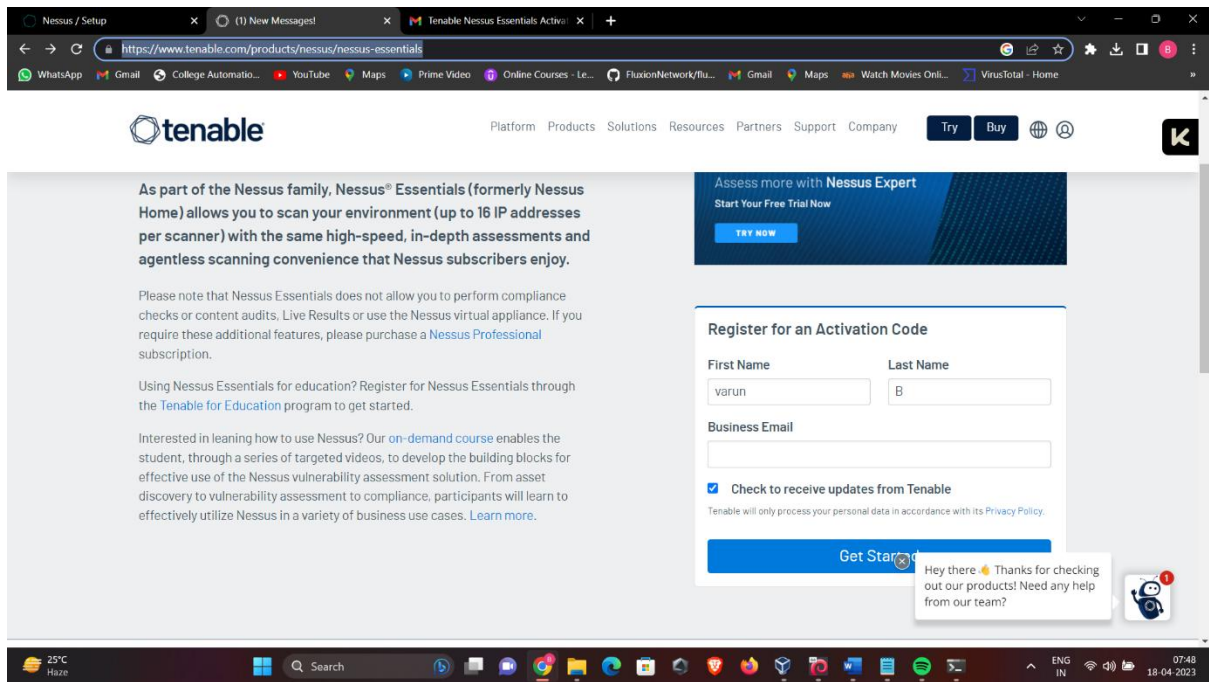 Nessus / Setup
(1) New Messages!
Tenable Nessus Essentials Activat
https://www.tenable.com/products/nessus/nessus-essentials
B
WhatsApp
Gmail
College Automatio...
YouTube
Maps
Prime Video
Online Courses - Le...
FluxionNetwork/flu...
Gmail
Maps
Watch Movies Onli...
VirusTotal - Home
»
tenable
Platform Products Solutions Resources Partners Support Company
Try
Buy
K
As part of the Nessus family, Nessus® Essentials (formerly Nessus
Home) allows you to scan your environment (up to 16 IP addresses
per scanner) with the same high-speed, in-depth assessments and
agentless scanning convenience that Nessus subscribers enjoy.
Please note that Nessus Essentials does not allow you to perform compliance
checks or content audits, Live Results or use the Nessus virtual appliance. If you
require these additional features, please purchase a Nessus Professional
subscription.
Using Nessus Essentials for education? Register for Nessus Essentials through
the Tenable for Education program to get started.
Interested in leaning how to use Nessus? Our on-demand course enables the
student, through a series of targeted videos, to develop the building blocks for
effective use of the Nessus vulnerability assessment solution. From asset
discovery to vulnerability assessment to compliance, participants will learn to
effectively utilize Nessus in a variety of business use cases. Learn more.
Assess more with Nessus Expert
Start Your Free Trial Now
TRY NOW
Register for an Activation Code
First Name
Last Name
varun
B
Business Email
Check to receive updates from Tenable
Tenable will only process your personal data in accordance with its Privacy Policy.
Get Started
Hey there 👋 Thanks for checking
out our products! Need any help
from our team?
1
25°C
Haze
Search
ENG
IN
07:48
18-04-2023